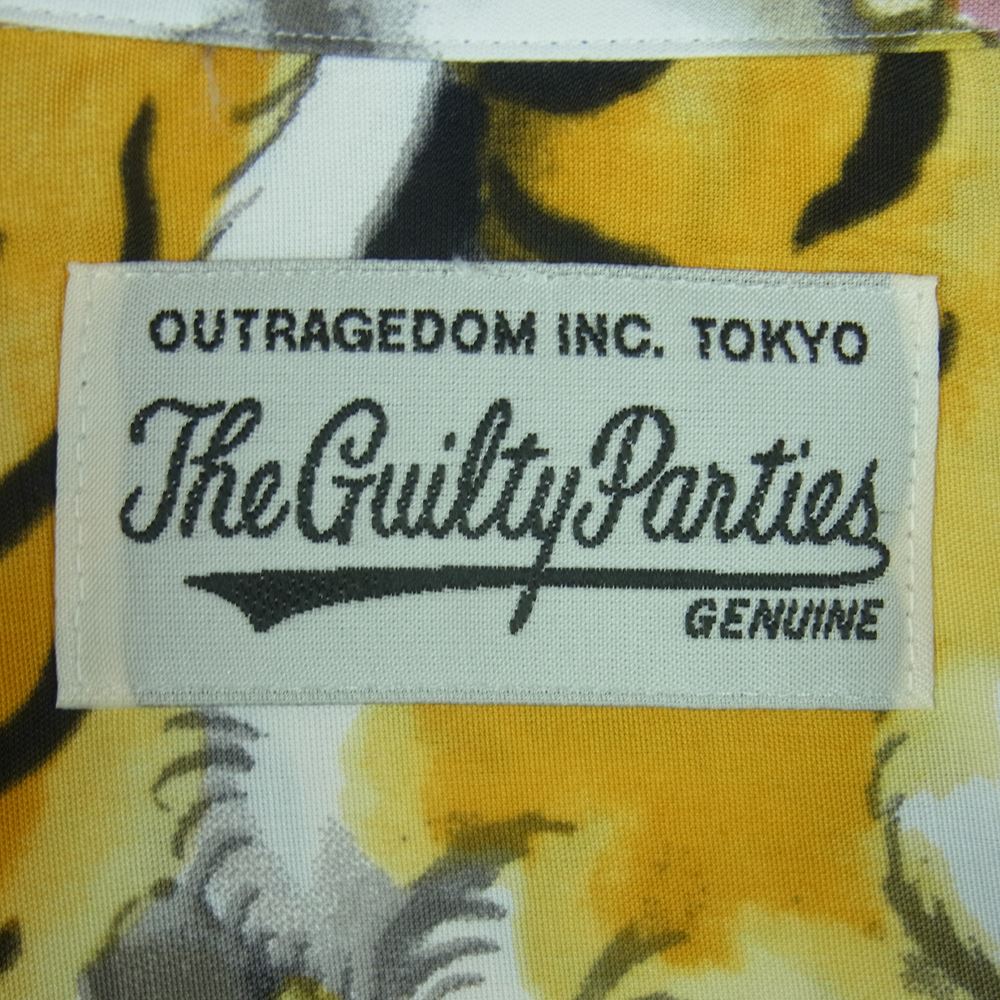 OUTRAGEDOM INC. TOKYO
The Guilty Parties
GENUINE